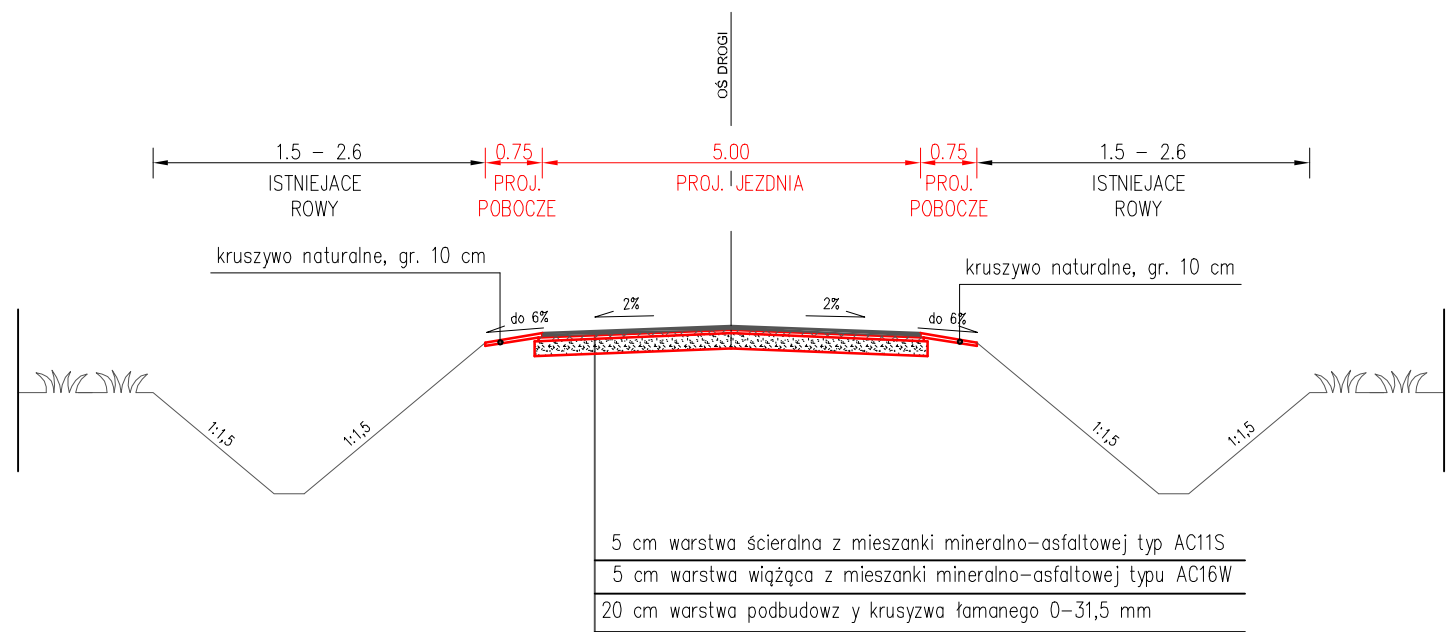 OŚ DROGI
1.5 – 2.6
0.75
5.00
0.75
1.5 – 2.6
ISTNIEJACE
ROWY
PROJ.
POBOCZE
PROJ. JEZDNIA
PROJ.
POBOCZE
ISTNIEJACE
ROWY
kruszywo naturalne, gr. 10 cm
kruszywo naturalne, gr. 10 cm
do 6%
2%
2%
do 6%
1:1,5
1:1,5
1:1,5
1:1,5
5 cm warstwa ścieralna z mieszanki mineralno–asfaltowej typ AC11S
5 cm warstwa wiążąca z mieszanki mineralno–asfaltowej typu AC16W
20 cm warstwa podbudowz y krusyzwa łamanego 0–31,5 mm